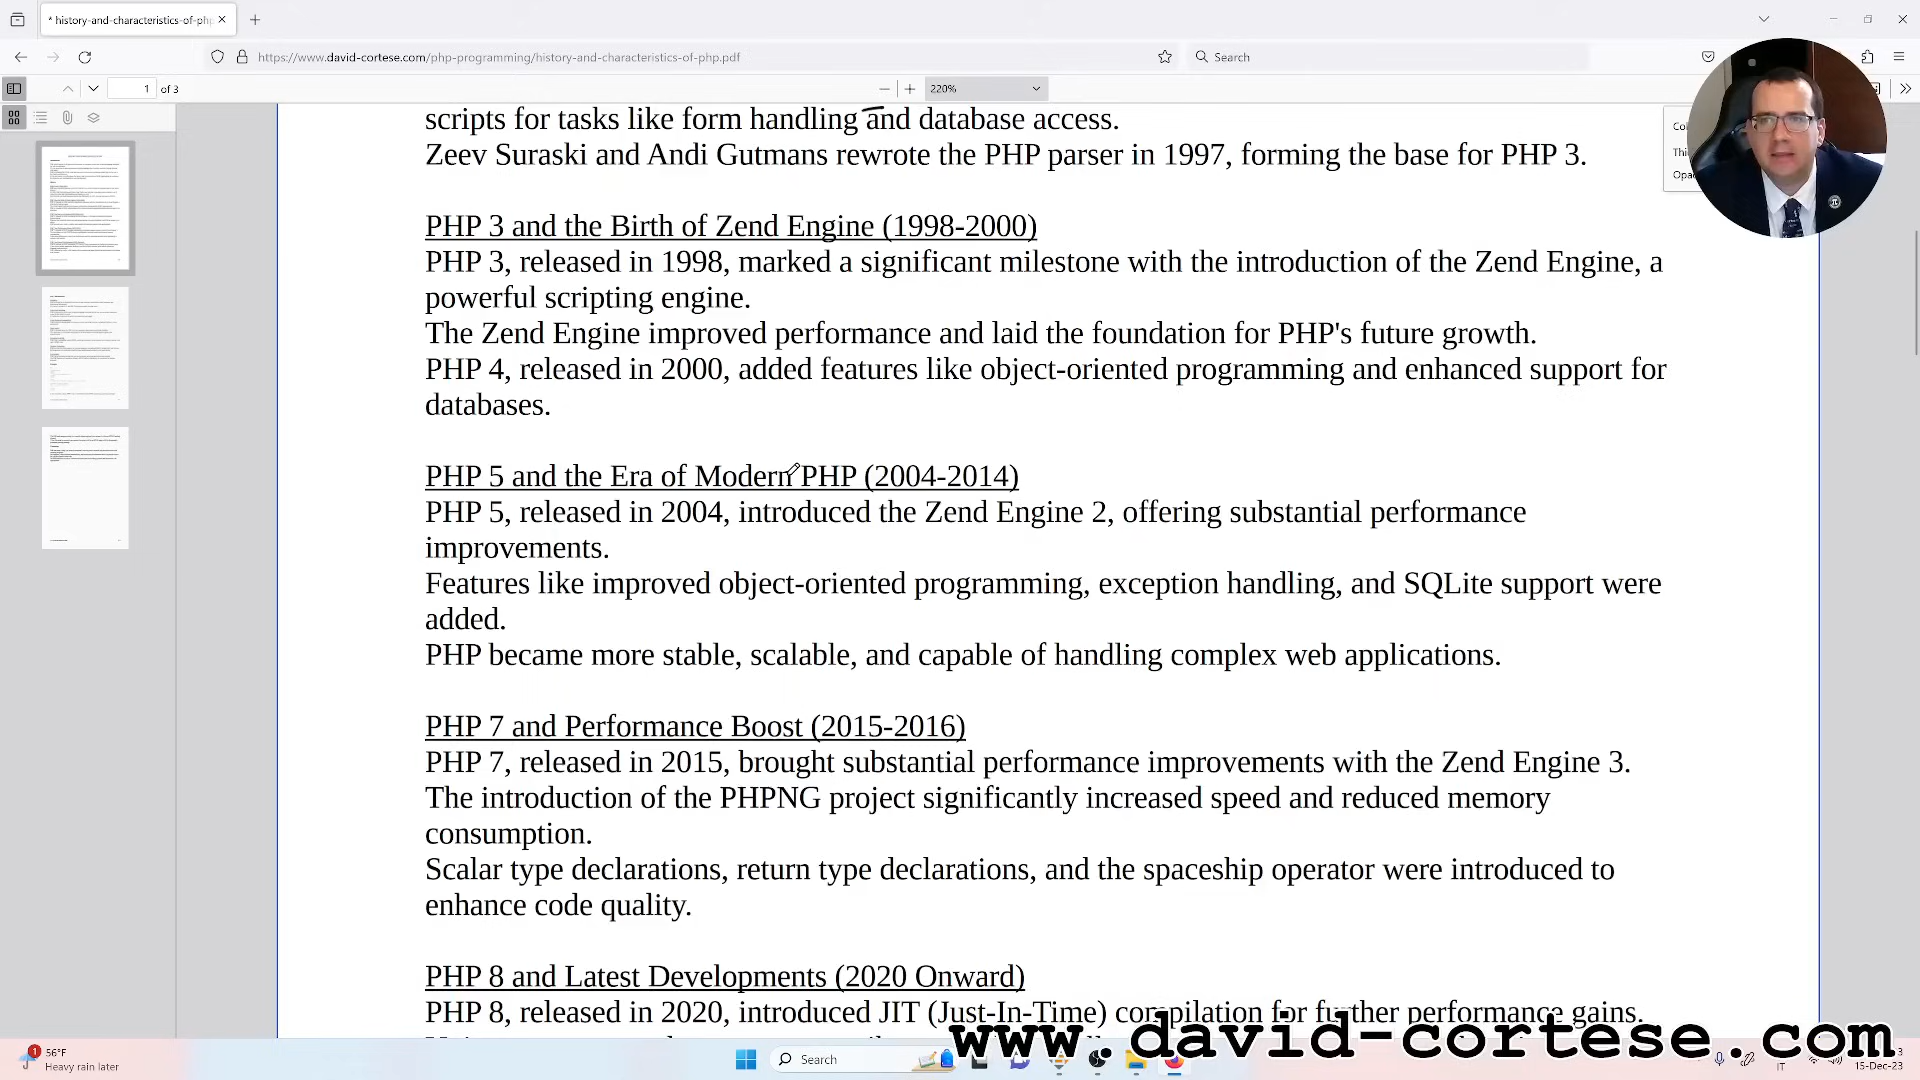 * history-and-characteristics-of-php
https://www.david-cortese.com/php-programming/history-and-characteristics-of-php.pdf
Search
1 of 3
220%
scripts for tasks like form handling and database access.
Zeev Suraski and Andi Gutmans rewrote the PHP parser in 1997, forming the base for PHP 3.
PHP 3 and the Birth of Zend Engine (1998-2000)
PHP 3, released in 1998, marked a significant milestone with the introduction of the Zend Engine, a
powerful scripting engine.
The Zend Engine improved performance and laid the foundation for PHP's future growth.
PHP 4, released in 2000, added features like object-oriented programming and enhanced support for
databases.
PHP 5 and the Era of Modern PHP (2004-2014)
PHP 5, released in 2004, introduced the Zend Engine 2, offering substantial performance
improvements.
Features like improved object-oriented programming, exception handling, and SQLite support were
added.
PHP became more stable, scalable, and capable of handling complex web applications.
PHP 7 and Performance Boost (2015-2016)
PHP 7, released in 2015, brought substantial performance improvements with the Zend Engine 3.
The introduction of the PHPNG project significantly increased speed and reduced memory
consumption.
Scalar type declarations, return type declarations, and the spaceship operator were introduced to
enhance code quality.
PHP 8 and Latest Developments (2020 Onward)
PHP 8, released in 2020, introduced JIT (Just-In-Time) compilation for further performance gains.
www.david-cortese.com
1
56°F
Heavy rain later
Search
IT
15-Dec-23